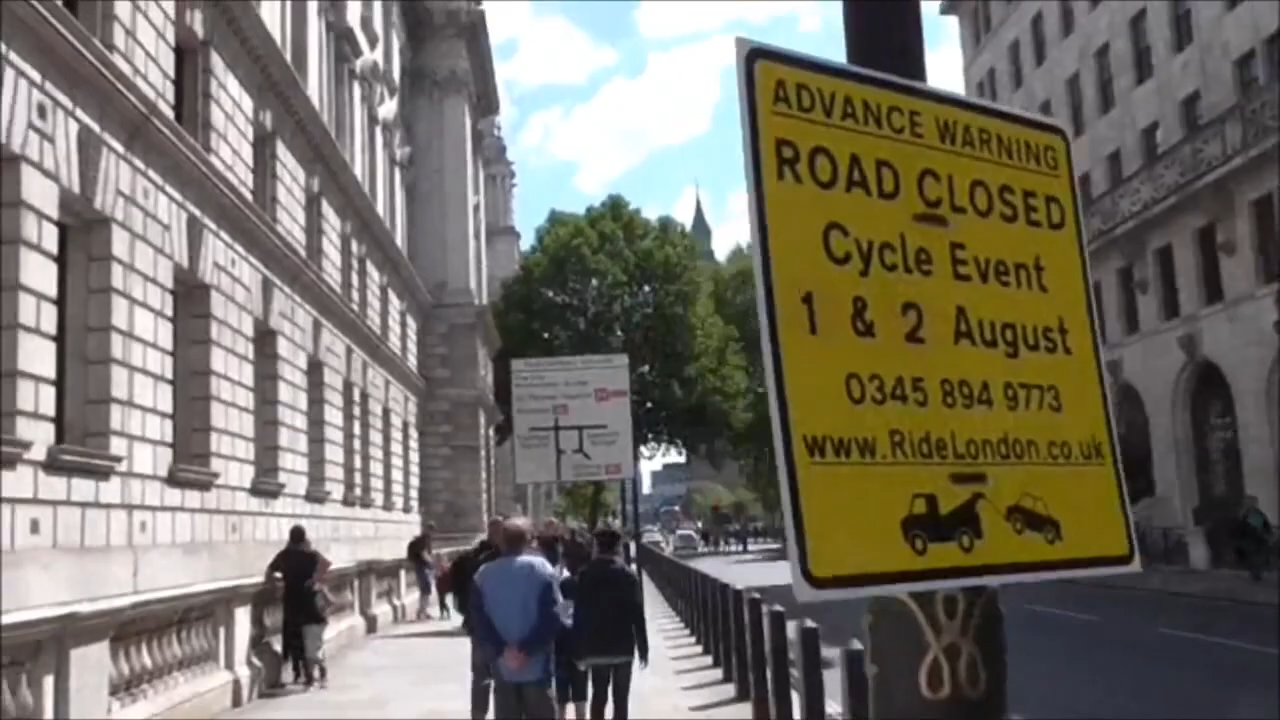 ADVANCE WARNING
ROAD CLOSED
Cycle Event
1 & 2 August
0345 894 9773
www.RideLondon.co.uk